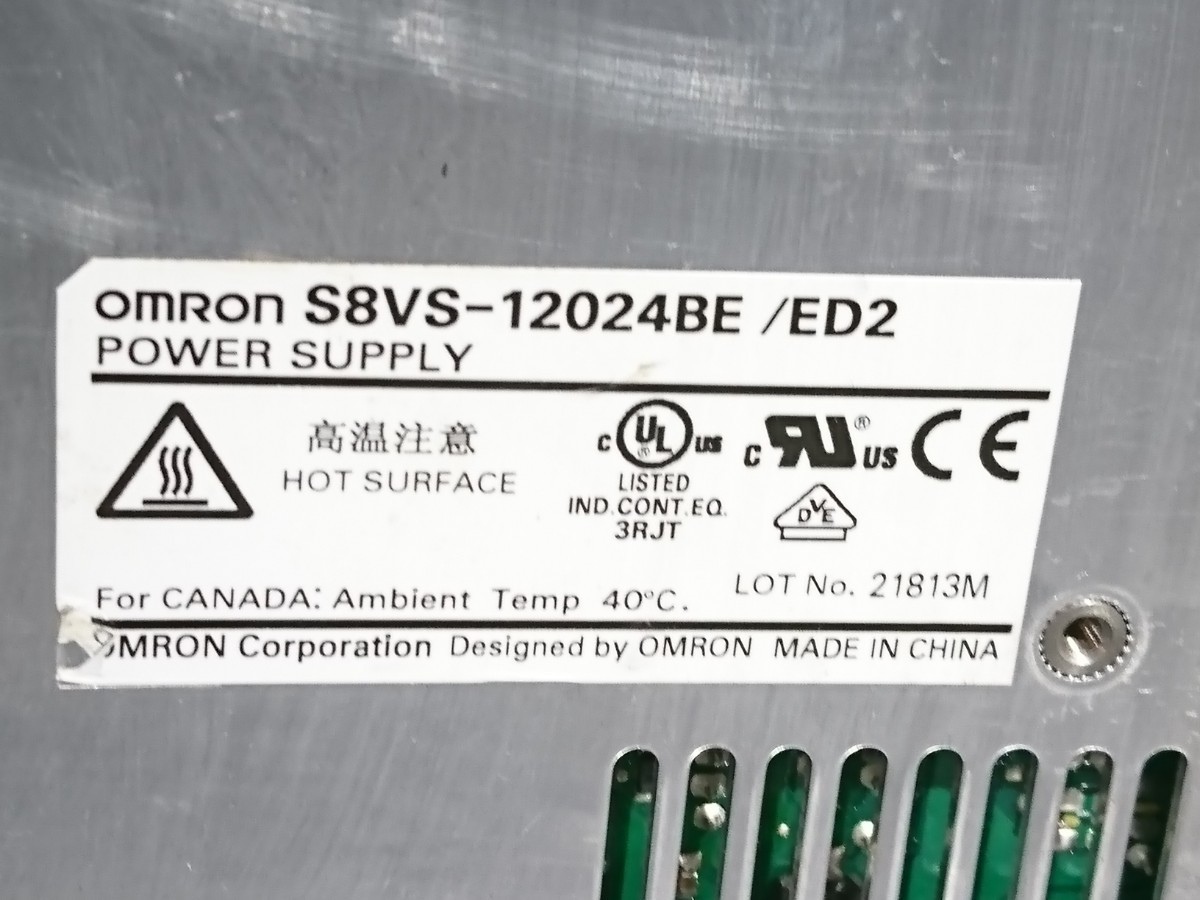 omron S8VS-12024BE /ED2
POWER SUPPLY
高温注意
HOT SURFACE
c UL® us
LISTED
IND.CONT.EQ.
3RJT
c RU® US CE
DVE
For CANADA: Ambient Temp 40°C.
LOT No. 21813M
OMRON Corporation Designed by OMRON MADE IN CHINA